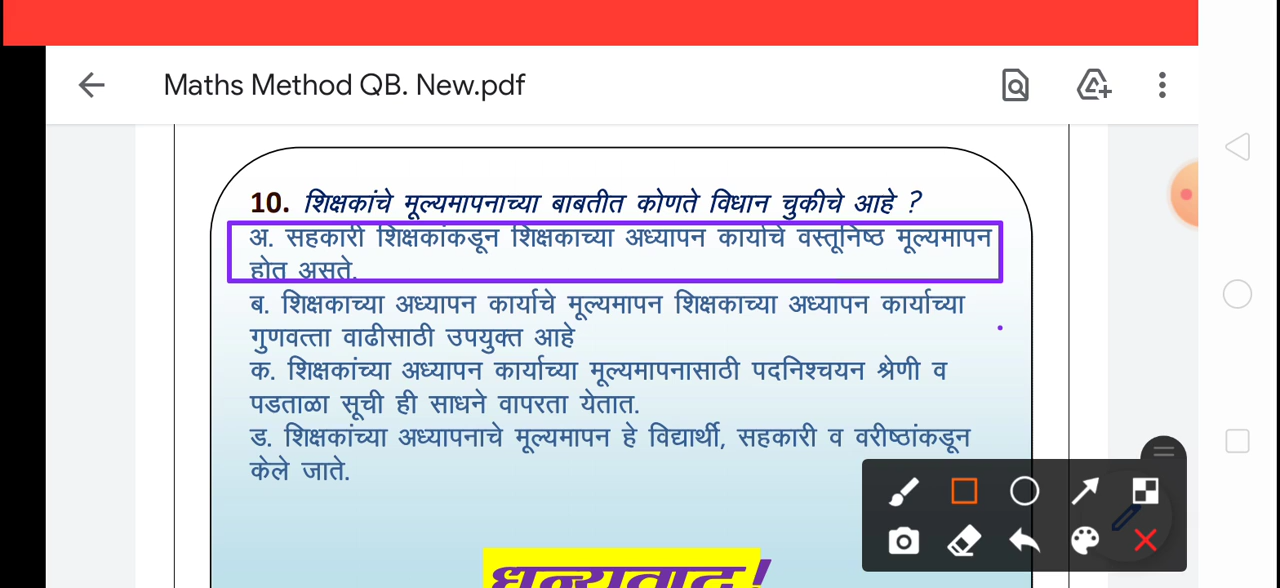 Maths Method QB. New.pdf
10. शिक्षकांचे मूल्यमापनाच्या बाबतीत कोणते विधान चुकीचे आहे ?
अ. सहकारी शिक्षकांकडून शिक्षकाच्या अध्यापन कार्याचे वस्तूनिष्ठ मूल्यमापन
होत असते.
ब. शिक्षकाच्या अध्यापन कार्याचे मूल्यमापन शिक्षकाच्या अध्यापन कार्याच्या
गुणवत्ता वाढीसाठी उपयुक्त आहे
क. शिक्षकांच्या अध्यापन कार्याच्या मूल्यमापनासाठी पदनिश्चयन श्रेणी व
पडताळा सूची ही साधने वापरता येतात.
ड. शिक्षकांच्या अध्यापनाचे मूल्यमापन हे विद्यार्थी, सहकारी व वरीष्ठांकडून
केले जाते.
धन्यवाद !